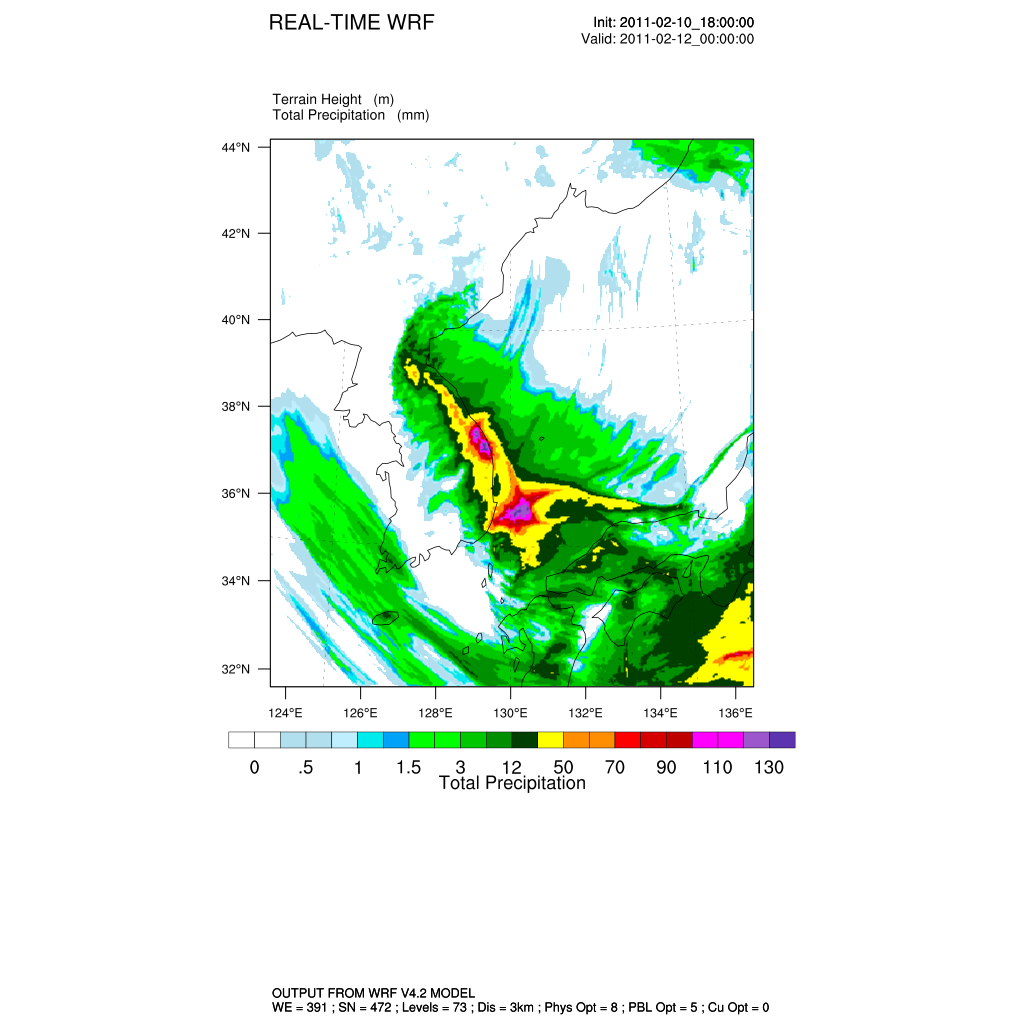 REAL-TIME WRF
Init: 2011-02-10_18:00:00
Valid: 2011-02-12_00:00:00
Terrain Height (m)
Total Precipitation (mm)
44°N
42°N
40°N
38°N
36°N
34°N
32°N
124°E 126°E 128°E 130°E 132°E 134°E 136°E
0 .5 1 1.5 3 12 50 70 90 110 130
Total Precipitation
OUTPUT FROM WRF V4.2 MODEL
WE = 391 ; SN = 472 ; Levels = 73 ; Dis = 3km ; Phys Opt = 8 ; PBL Opt = 5 ; Cu Opt = 0